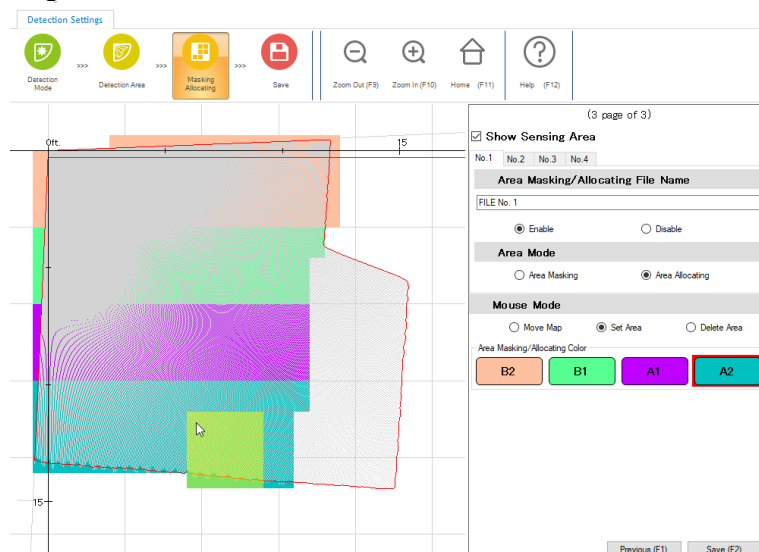 Detection Settings
Detection Mode
>>>
Detection Area
>>>
Masking Allocating
>>>
Save
Zoom Out (F9)
Zoom In (F10)
Home (F11)
Help (F12)
(3 page of 3)
Show Sensing Area
No.1 No.2 No.3 No.4
Area Masking/Allocating File Name
FILE No. 1
Enable Disable
Area Mode
Area Masking Area Allocating
Mouse Mode
Move Map Set Area Delete Area
Area Masking/Allocating Color
B2 B1 A1 A2
Previous (F1) Save (F2)
0ft. 15
15